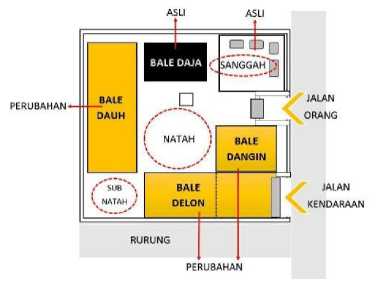 ASLI
ASLI
BALE DAJA
SANGGAH
PERUBAHAN
BALE
DAUH
JALAN
ORANG
NATAH
BALE
DANGIN
SUB
NATAH
BALE
DELON
JALAN
KENDARAAN
RURUNG
PERUBAHAN